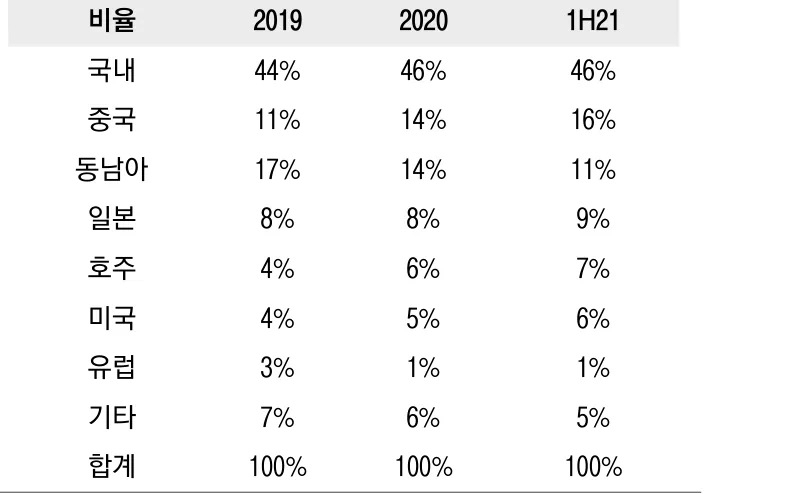 비율 2019 2020 1H21
국내 44% 46% 46%
중국 11% 14% 16%
동남아 17% 14% 11%
일본 8% 8% 9%
호주 4% 6% 7%
미국 4% 5% 6%
유럽 3% 1% 1%
기타 7% 6% 5%
합계 100% 100% 100%